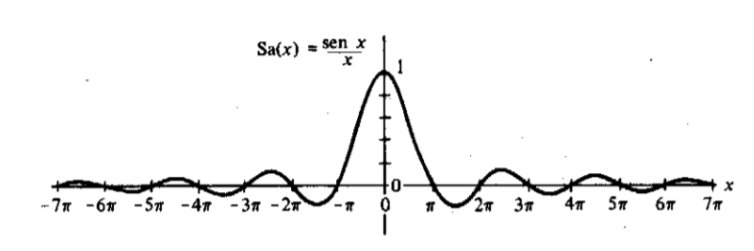 Sa(x) = sen x / x
1
0
x
-7π -6π -5π -4π -3π -2π -π 0 π 2π 3π 4π 5π 6π 7π